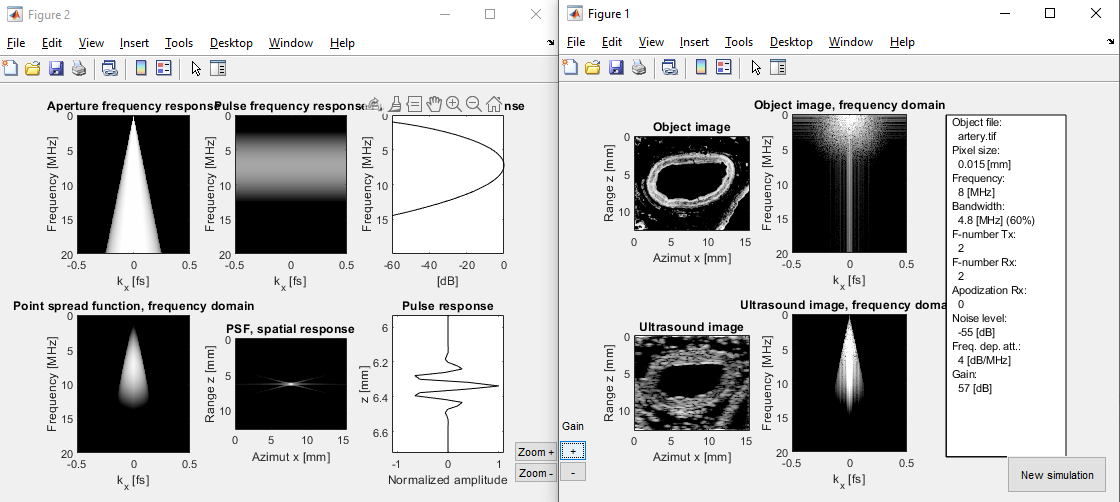 Figure 2
File Edit View Insert Tools Desktop Window Help
Aperture frequency response
Pulse frequency response
nse
Frequency [MHz]
0
5
10
15
20
-0.5 0 0.5
k x [fs]
Frequency [MHz]
0
5
10
15
20
-0.5 0 0.5
k x [fs]
Frequency [MHz]
0
5
10
15
20
-60 -40 -20 0
[dB]
Point spread function, frequency domain
Frequency [MHz]
0
5
10
15
20
-0.5 0 0.5
k x [fs]
PSF, spatial response
Range z [mm]
0
5
10
0 5 10 15
Azimut x [mm]
Pulse response
z [mm]
6
6.2
6.4
6.6
-1 0 1
Normalized amplitude
Zoom +
Zoom -
Figure 1
File Edit View Insert Tools Desktop Window Help
Object image
Range z [mm]
0
5
10
0 5 10 15
Azimut x [mm]
Object image, frequency domain
Frequency [MHz]
0
5
10
15
20
-0.5 0 0.5
k x [fs]
Ultrasound image
Range z [mm]
0
5
10
0 5 10 15
Azimut x [mm]
Ultrasound image, frequency doma
Frequency [MHz]
0
5
10
15
20
-0.5 0 0.5
k x [fs]
Object file:
artery.tif
Pixel size:
0.015 [mm]
Frequency:
8 [MHz]
Bandwidth:
4.8 [MHz] (60%)
F-number Tx:
2
F-number Rx:
2
Apodization Rx:
0
Noise level:
-55 [dB]
Freq. dep. att.:
4 [dB/MHz]
Gain:
57 [dB]
Gain
+
-
New simulation